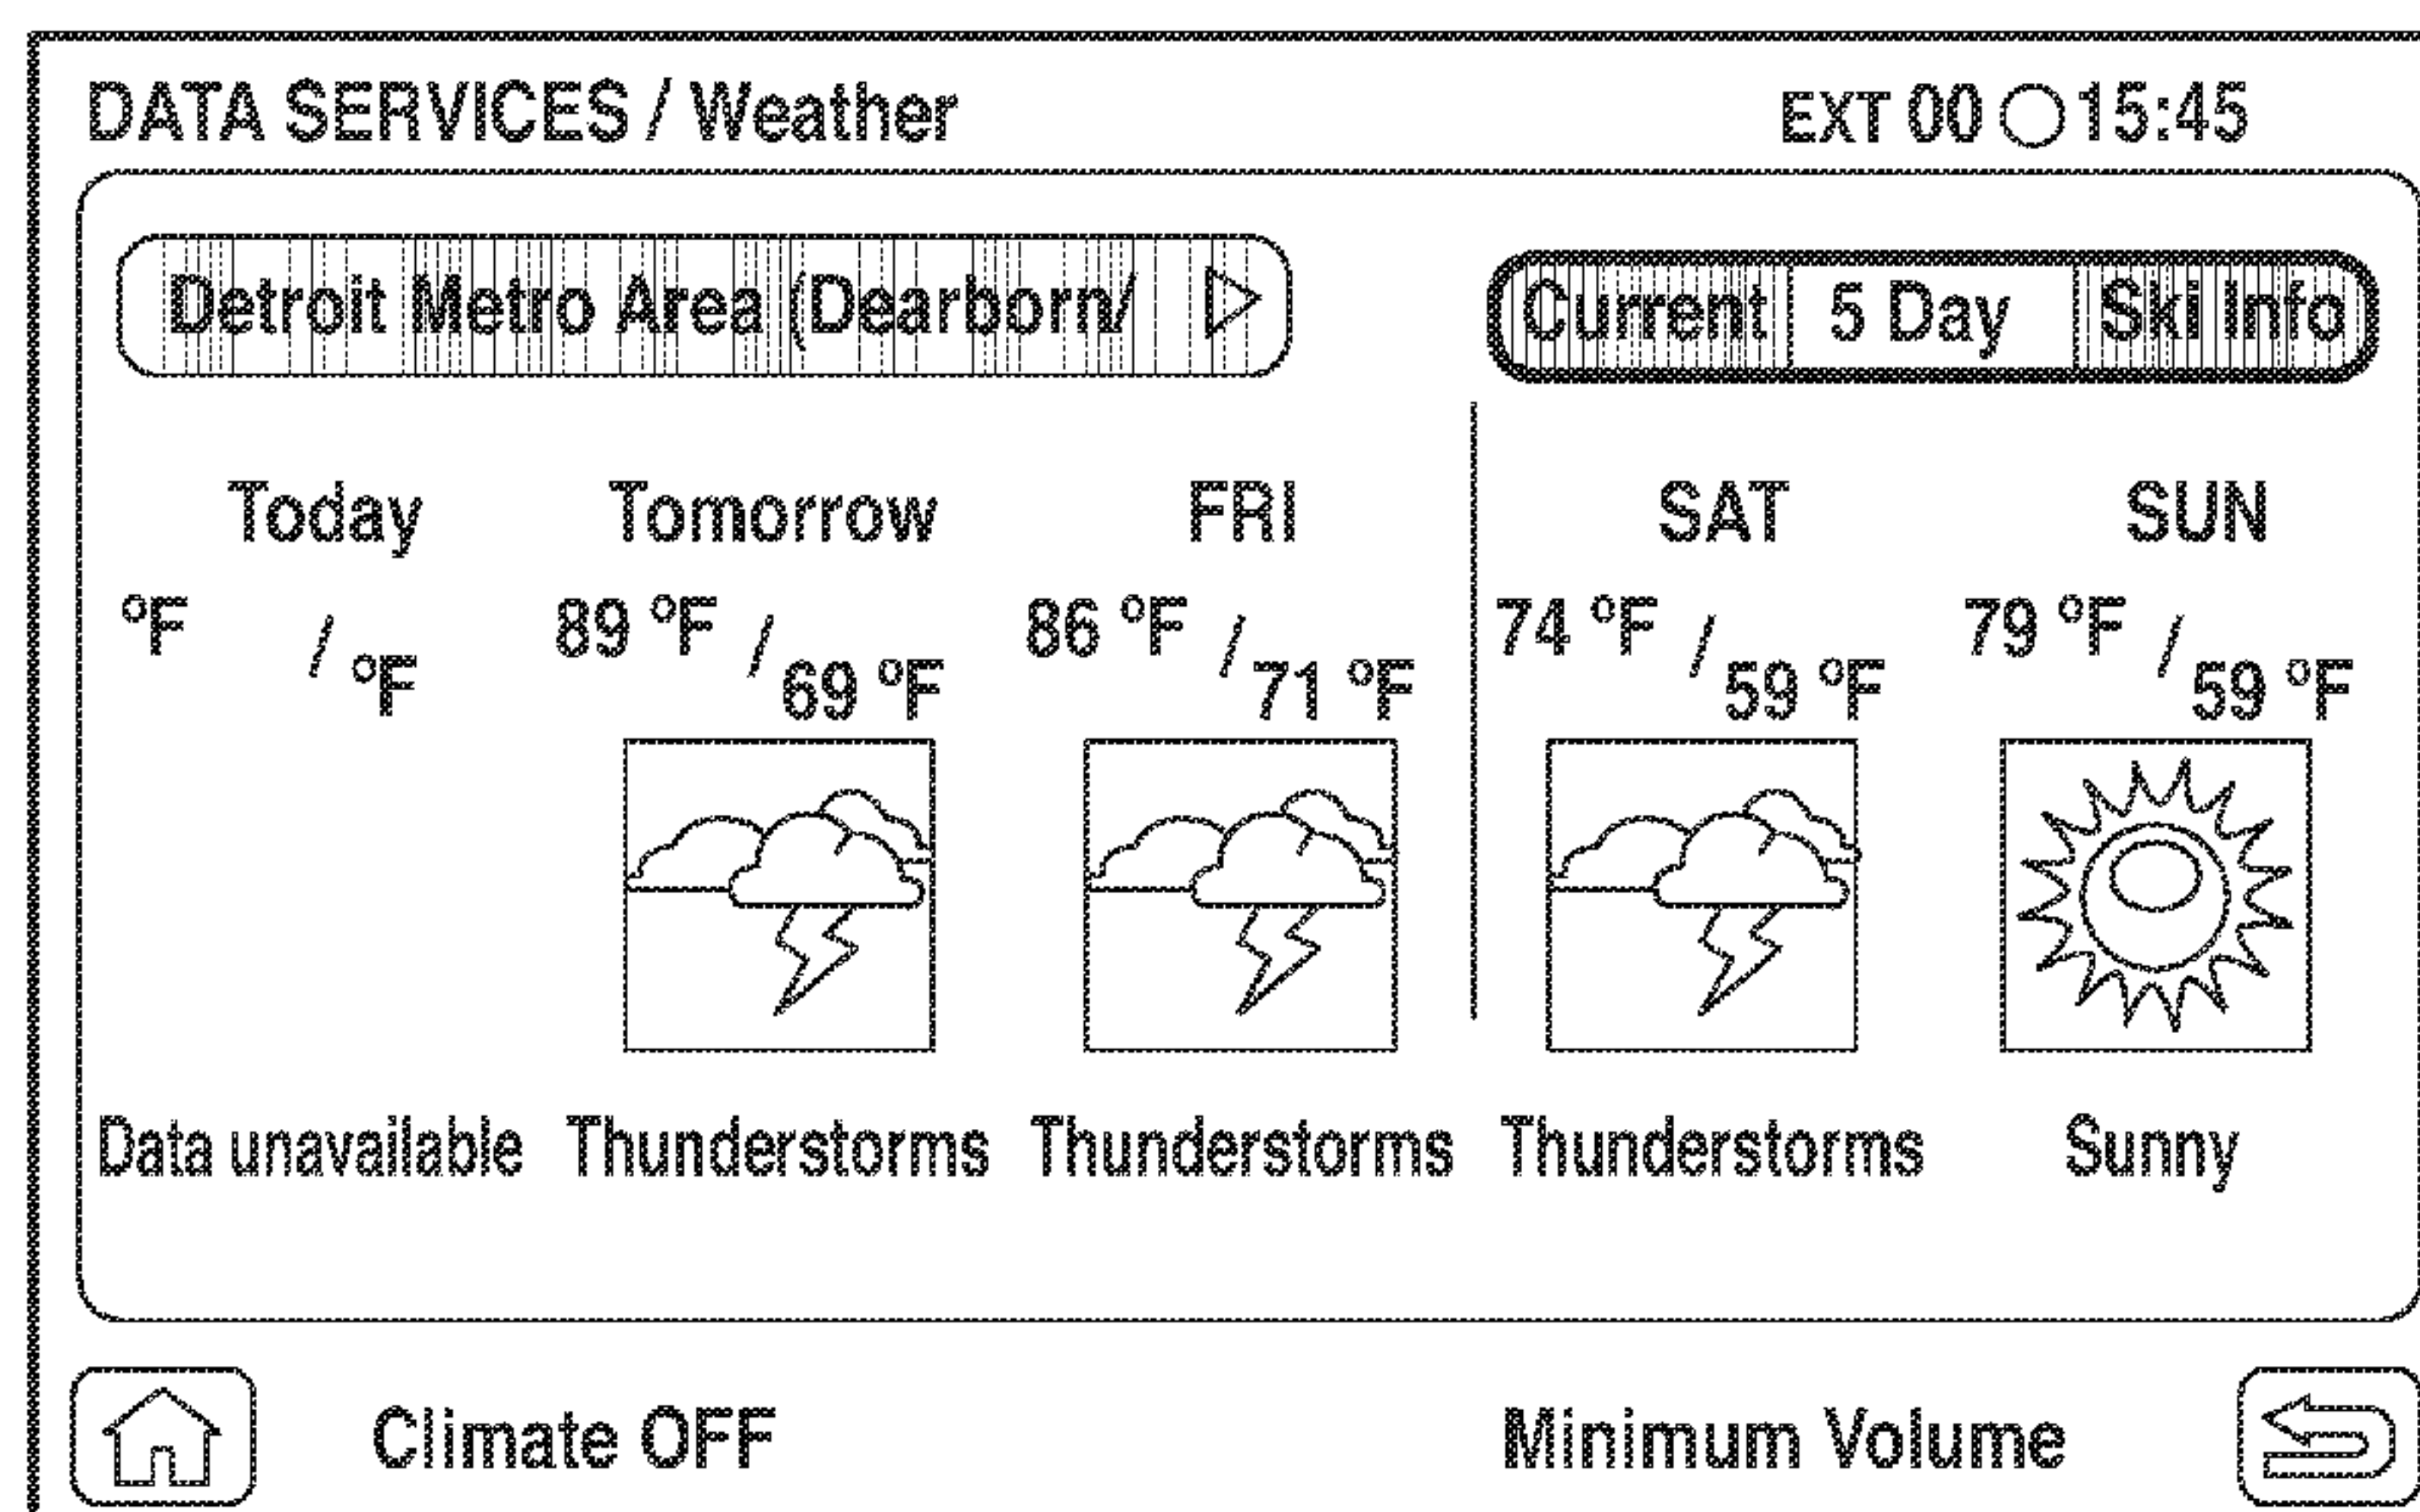 DATA SERVICES / Weather EXT 00 15:45
Detroit Metro Area (Dearborn/ Current 5 Day Ski Info
Today Tomorrow FRI SAT SUN
°F / °F 89 °F / 69 °F 86 °F / 71 °F 74 °F / 59 °F 79 °F / 59 °F
Data unavailable Thunderstorms Thunderstorms Thunderstorms Sunny
Climate OFF Minimum Volume